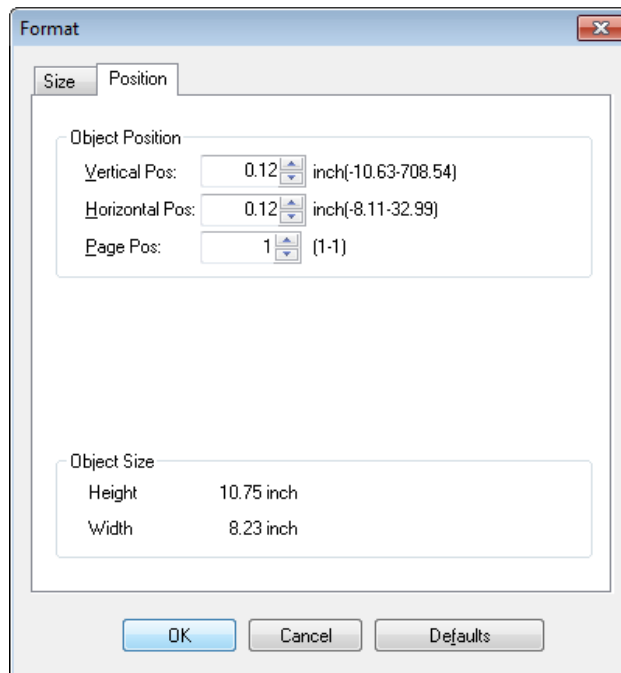 Format
Size Position
Object Position
Vertical Pos: 0.12 inch(-10.63-708.54)
Horizontal Pos: 0.12 inch(-8.11-32.99)
Page Pos: 1 (1-1)
Object Size
Height 10.75 inch
Width 8.23 inch
OK Cancel Defaults